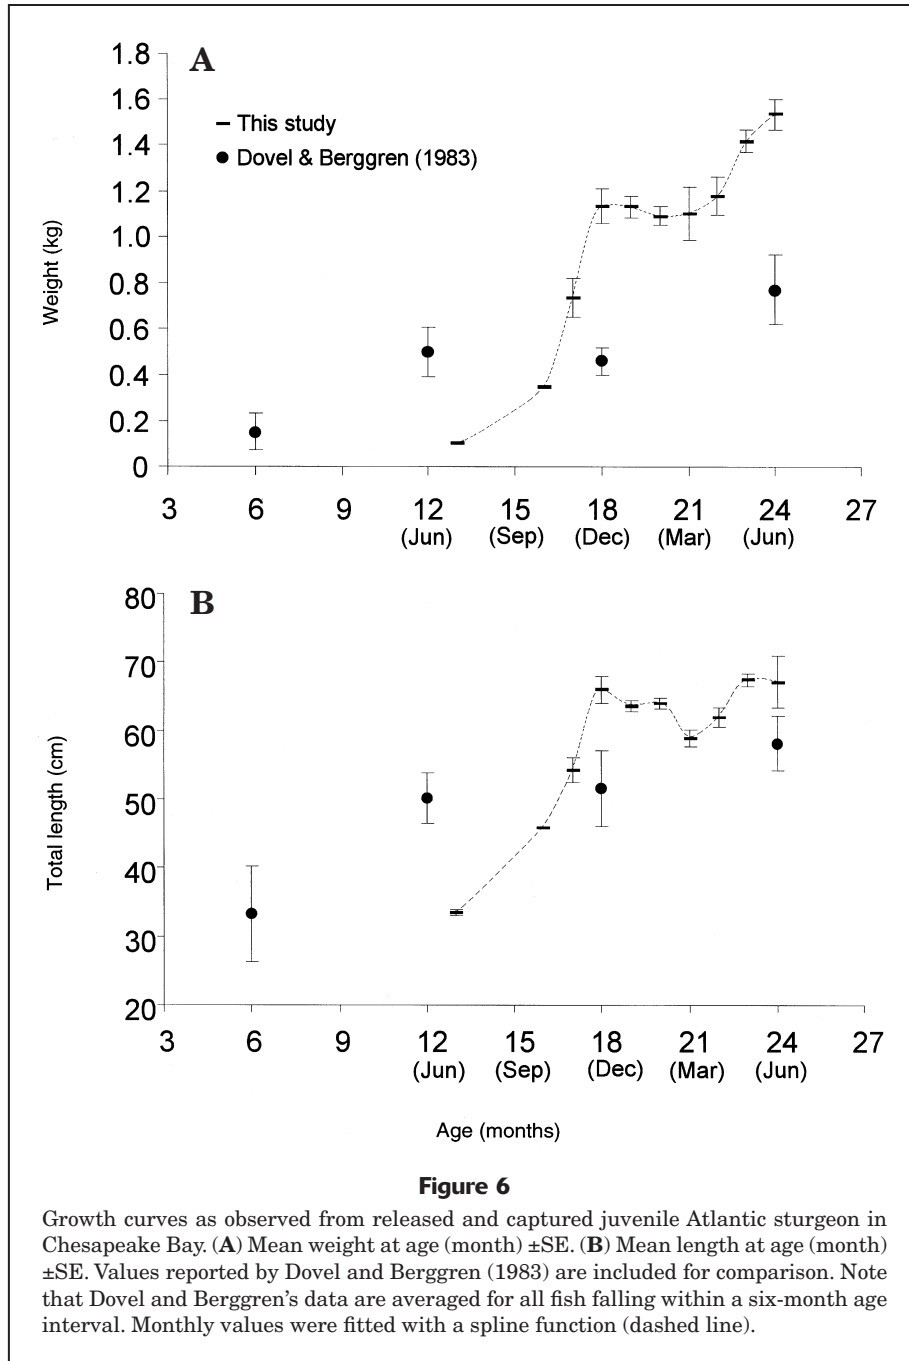 A
1.8
1.6
1.4
1.2
1.0
0.8
0.6
0.4
0.2
0
Weight (kg)
This study
Dovel & Berggren (1983)
3 6 9 12 15 18 21 24 27
(Jun) (Sep) (Dec) (Mar) (Jun)
B
80
70
60
50
40
30
20
Total length (cm)
3 6 9 12 15 18 21 24 27
(Jun) (Sep) (Dec) (Mar) (Jun)
Age (months)
Figure 6
Growth curves as observed from released and captured juvenile Atlantic sturgeon in
Chesapeake Bay. (A) Mean weight at age (month) ±SE. (B) Mean length at age (month)
±SE. Values reported by Dovel and Berggren (1983) are included for comparison. Note
that Dovel and Berggren's data are averaged for all fish falling within a six-month age
interval. Monthly values were fitted with a spline function (dashed line).